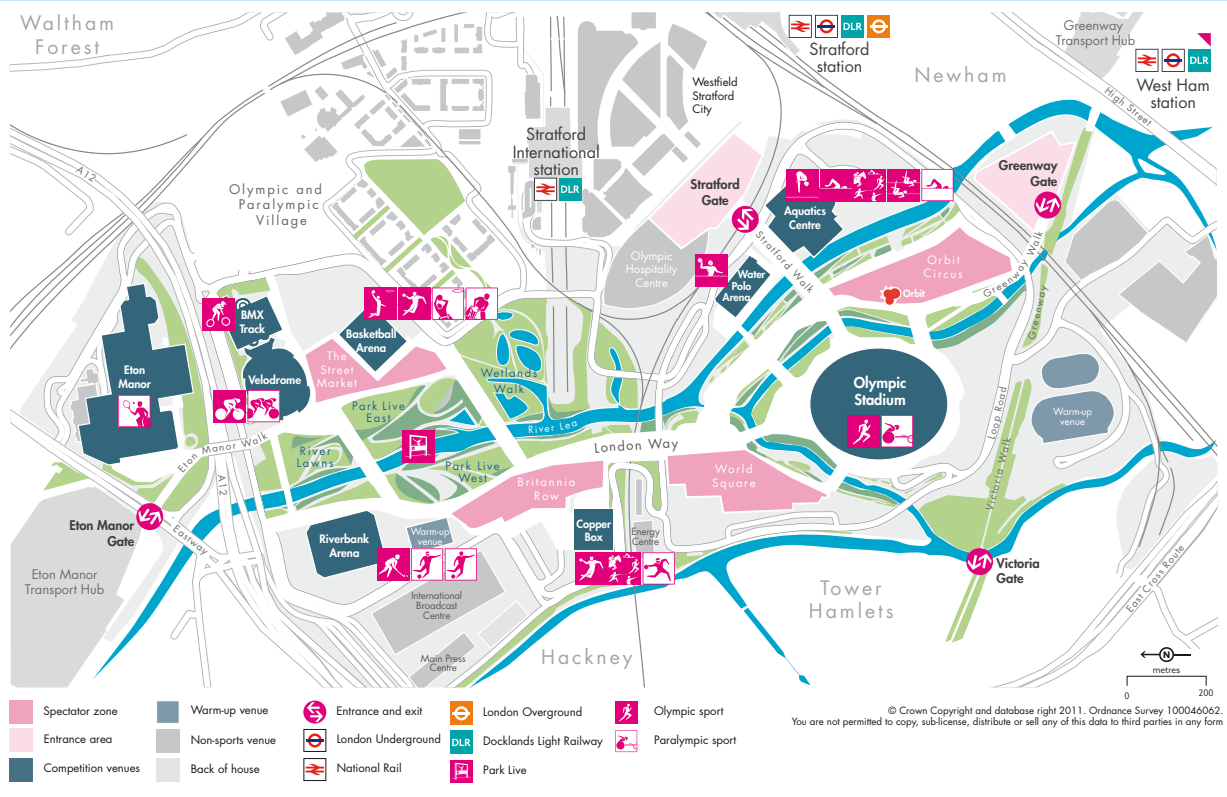 Waltham
Forest
Stratford
station
DLR
Newham
Greenway
Transport Hub
DLR
West Ham
station
High Street
Westfield
Stratford
City
Stratford
International
station
DLR
A12
Olympic and
Paralympic
Village
Stratford
Gate
Greenway
Gate
Aquatics
Centre
Stratford Walk
Olympic
Hospitality
Centre
Water
Polo
Arena
Orbit
Circus
Orbit
Greenway Walk
Greenway
BMX
Track
Basketball
Arena
The
Street
Market
Velodrome
Eton
Manor
Wetlands
Walk
Olympic
Stadium
Loop Road
Warm-up
venue
Park Live
East
River Lea
London Way
Eton Manor Walk
River
Lawns
Park Live
West
Britannia
Row
World
Square
Victoria Walk
A12
Eton Manor
Gate
Eastway
Riverbank
Arena
Warm-up
venue
Copper
Box
Energy
Centre
Victoria
Gate
Eton Manor
Transport Hub
International
Broadcast
Centre
Main Press
Centre
Tower
Hamlets
East Cross Route
Hackney
N
metres
0 200
Spectator zone
Entrance area
Competition venues
Warm-up venue
Non-sports venue
Back of house
Entrance and exit
London Underground
National Rail
London Overground
DLR Docklands Light Railway
Park Live
Olympic sport
Paralympic sport
© Crown Copyright and database right 2011. Ordnance Survey 100046062.
You are not permitted to copy, sub-license, distribute or sell any of this data to third parties in any form